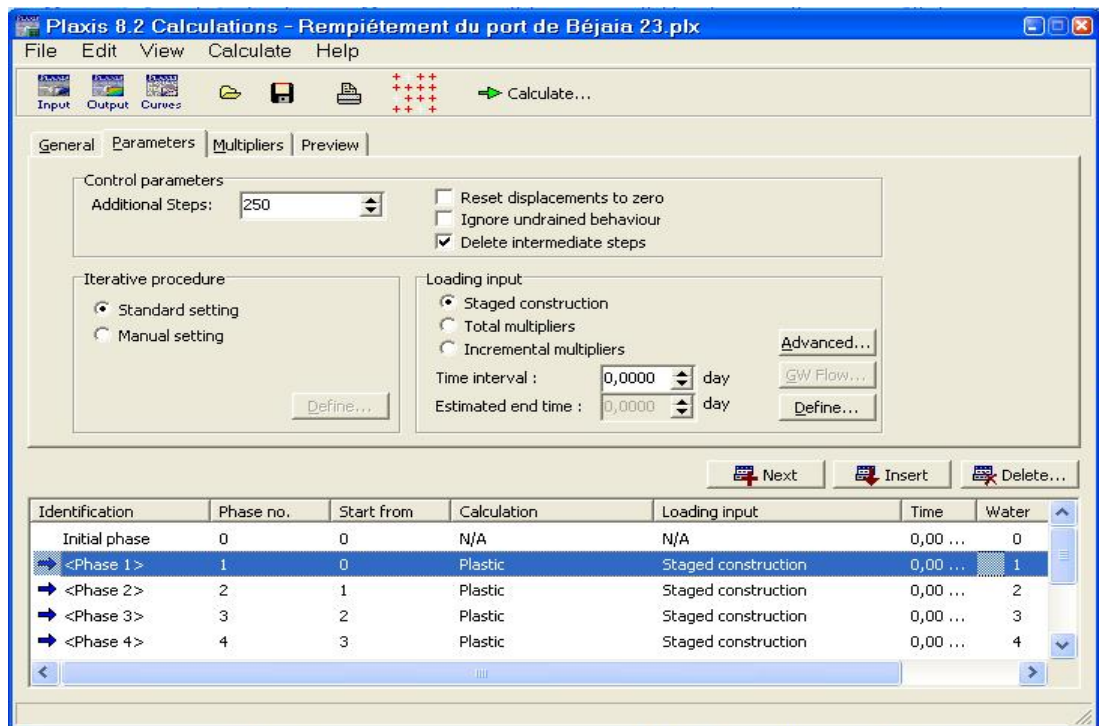 Plaxis 8.2 Calculations - Rempiétement du port de Béjaia 23.plx
File Edit View Calculate Help
Input Output Curves Calculate...
General Parameters Multipliers Preview
Control parameters
Additional Steps: 250
Reset displacements to zero
Ignore undrained behaviour
Delete intermediate steps
Iterative procedure
Standard setting
Manual setting
Define...
Loading input
Staged construction
Total multipliers
Incremental multipliers
Advanced...
Time interval : 0,0000 day
GW Flow...
Estimated end time : 0,0000 day
Define...
Next Insert Delete...
Identification Phase no. Start from Calculation Loading input Time Water
Initial phase 0 0 N/A N/A 0,00 ... 0
<Phase 1> 1 0 Plastic Staged construction 0,00 ... 1
<Phase 2> 2 1 Plastic Staged construction 0,00 ... 2
<Phase 3> 3 2 Plastic Staged construction 0,00 ... 3
<Phase 4> 4 3 Plastic Staged construction 0,00 ... 4